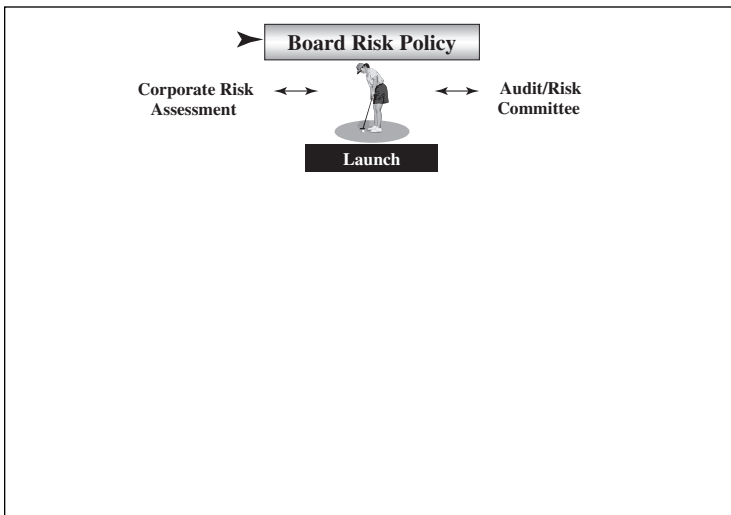 Board Risk Policy
Corporate Risk
Assessment
Audit/Risk
Committee
Launch